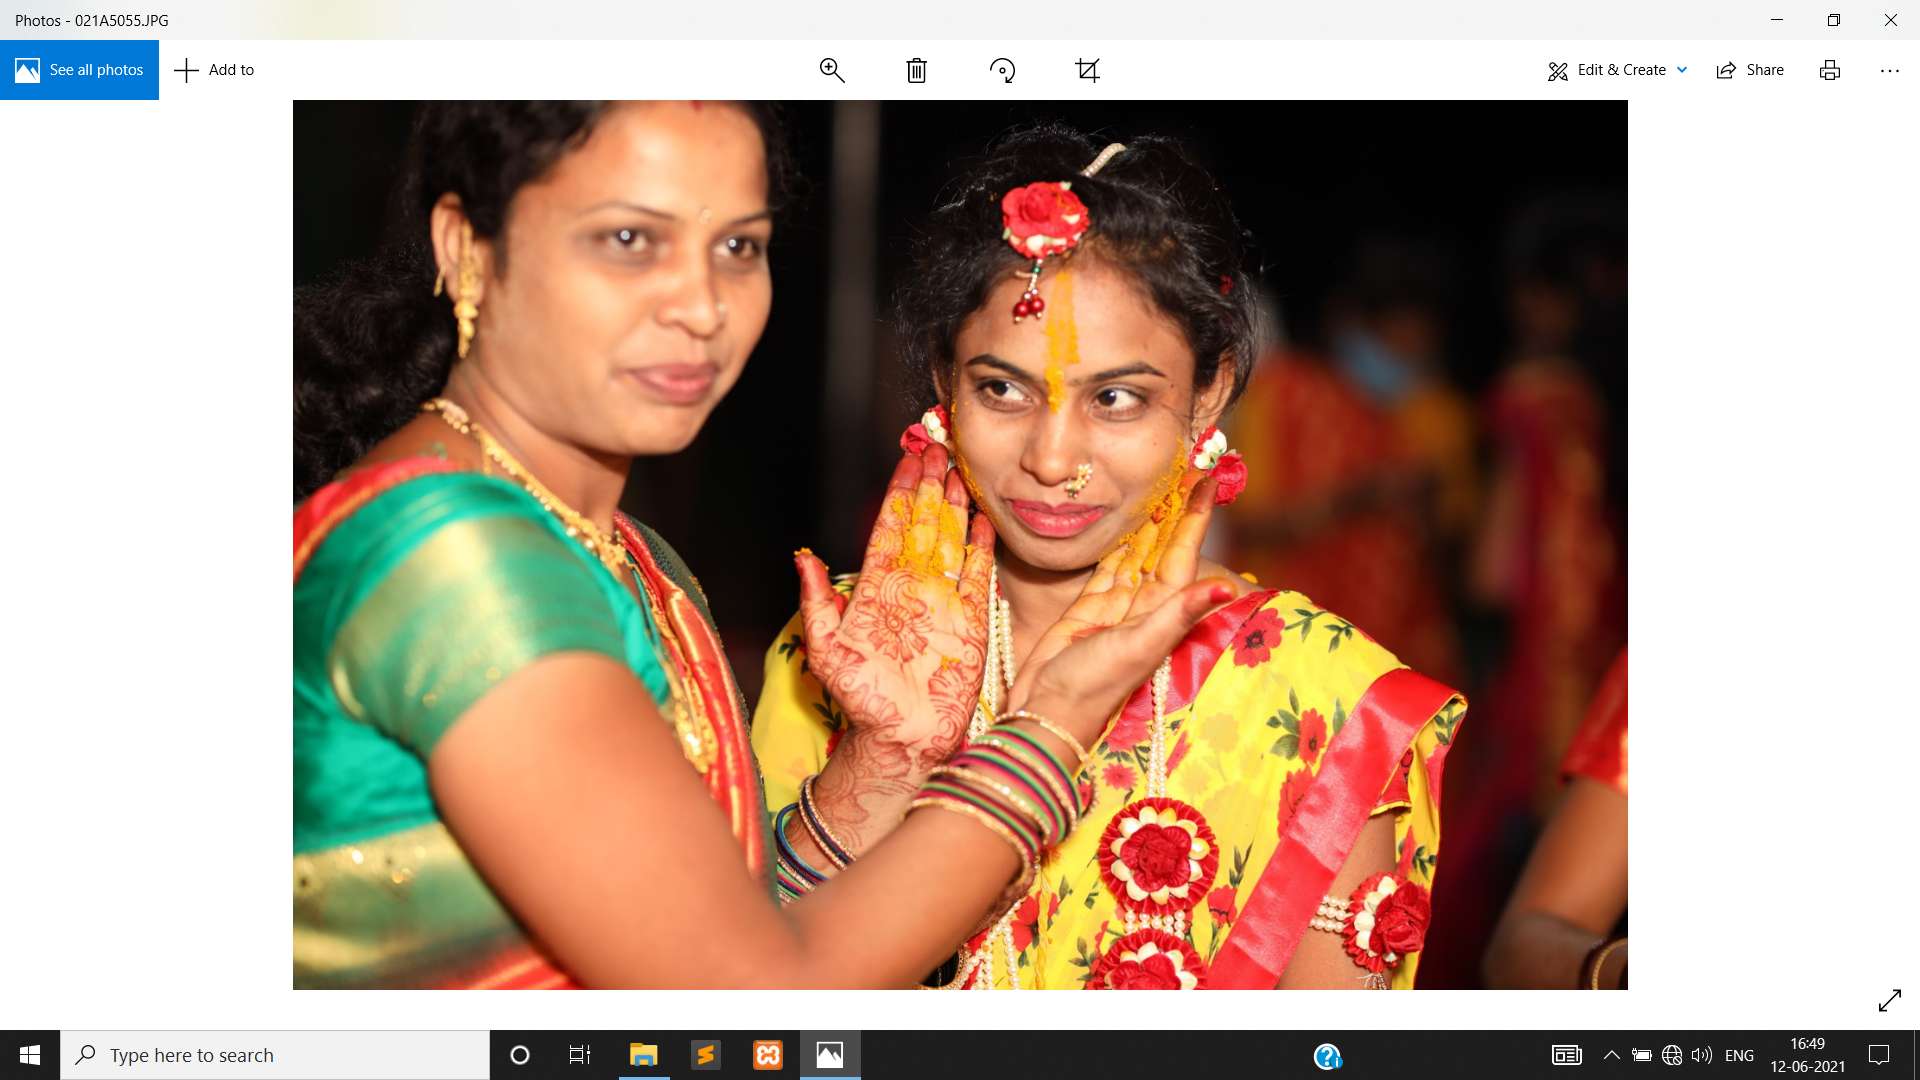 Photos - 021A5055.JPG
See all photos
Add to
Edit & Create
Share
Type here to search
ENG
16:49
12-06-2021